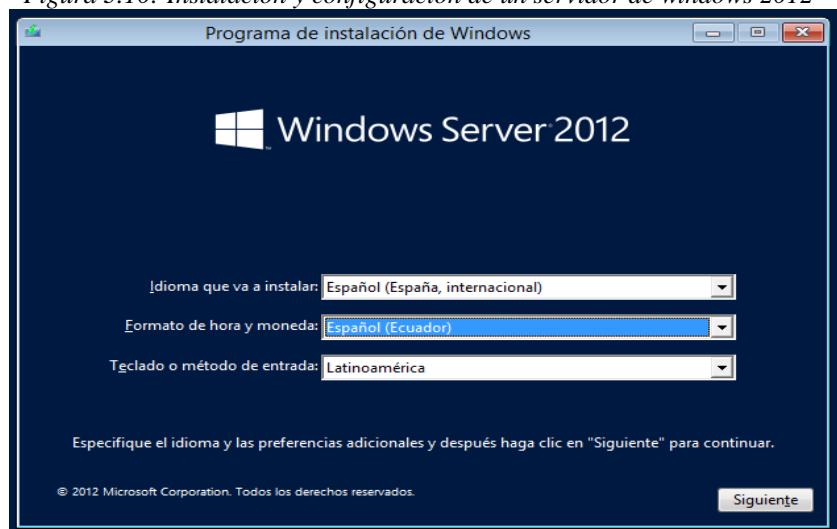 Figura 3.10: Instalación y configuración de un servidor de windows 2012
Programa de instalación de Windows
Windows Server 2012
Idioma que va a instalar: Español (España, internacional)
Formato de hora y moneda: Español (Ecuador)
Teclado o método de entrada: Latinoamérica
Especifique el idioma y las preferencias adicionales y después haga clic en "Siguiente" para continuar.
© 2012 Microsoft Corporation. Todos los derechos reservados.
Siguiente